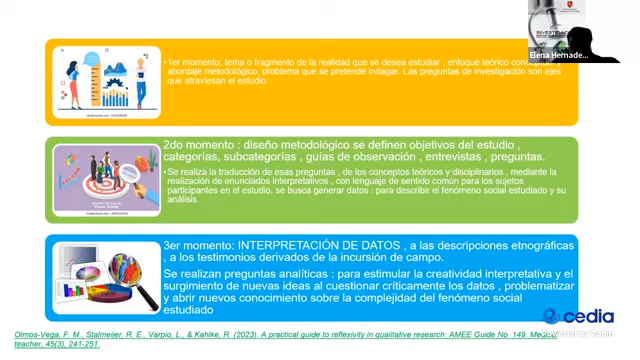 INVESTIGAC
Elena Hernade...
• 1er momento: tema o fragmento de la realidad que se desea estudiar , enfoque teórico
abordaje metodológico, problema que se pretende indagar. Las preguntas de investigación son ejes
que atraviesan el estudio
2do momento : diseño metodológico se definen objetivos del estudio ,
categorías, subcategorías , guías de observación , entrevistas , preguntas.
• Se realiza la traducción de esas preguntas , de los conceptos teóricos y disciplinarios , mediante la
realización de enunciados interpretativos , con lenguaje de sentido común para los sujetos
participantes en el estudio, se busca generar datos : para describir el fenómeno social estudiado y su
análisis
3er momento: INTERPRETACIÓN DE DATOS , a las descripciones etnográficas
, a los testimonios derivados de la incursión de campo.
Se realizan preguntas analíticas : para estimular la creatividad interpretativa y el
surgimiento de nuevas ideas al cuestionar críticamente los datos , problematizar
y abrir nuevos conocimiento sobre la complejidad del fenómeno social
estudiado
cedia
Powered by Zoom
Olmos-Vega, F. M., Stalmeijer, R. E., Varpio, L., & Kahlke, R. (2023). A practical guide to reflexivity in qualitative research: AMEE Guide No. 149. Med
teacher, 45(3), 241-251.